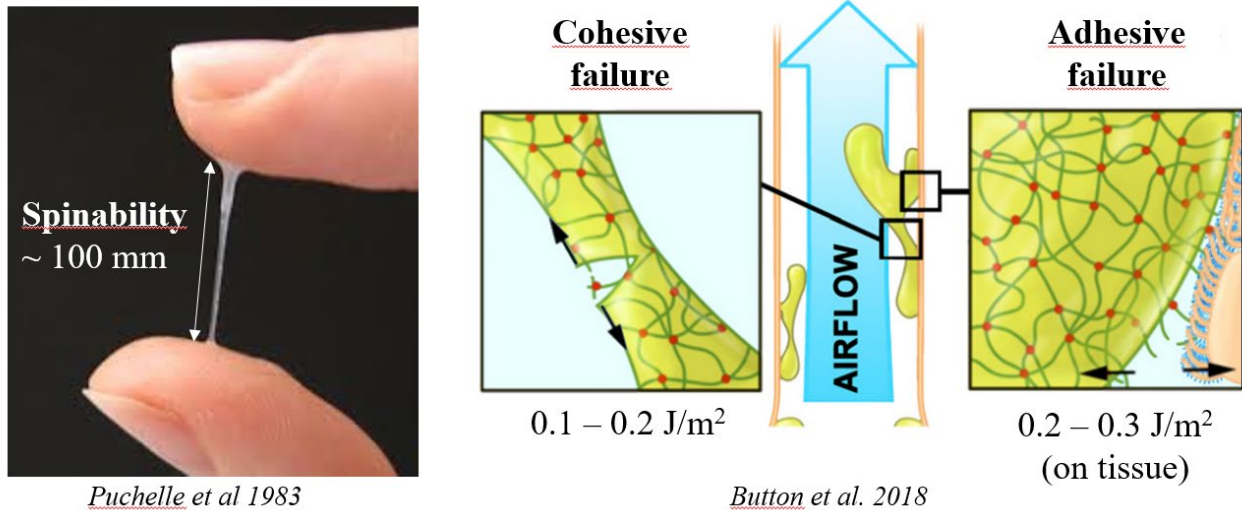 Spinability
~ 100 mm
Puchelle et al 1983
Cohesive
failure
0.1 – 0.2 J/m²
AIRFLOW
Adhesive
failure
0.2 – 0.3 J/m²
(on tissue)
Button et al. 2018